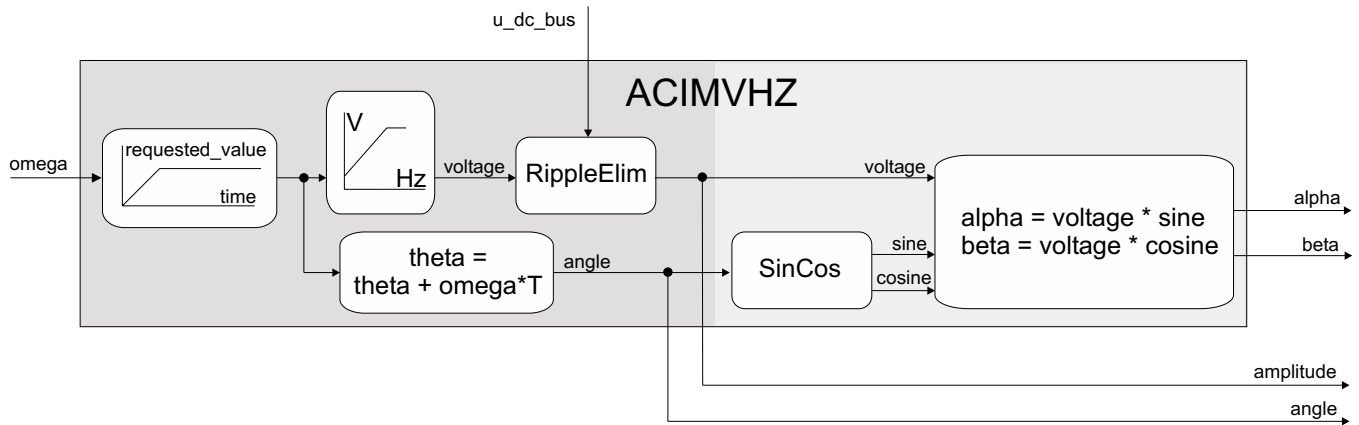 u_dc_bus
ACIMVHZ
omega
requested_value
time
V
Hz
voltage
RippleElim
voltage
alpha = voltage * sine
beta = voltage * cosine
alpha
beta
theta =
theta + omega*T
angle
SinCos
sine
cosine
amplitude
angle